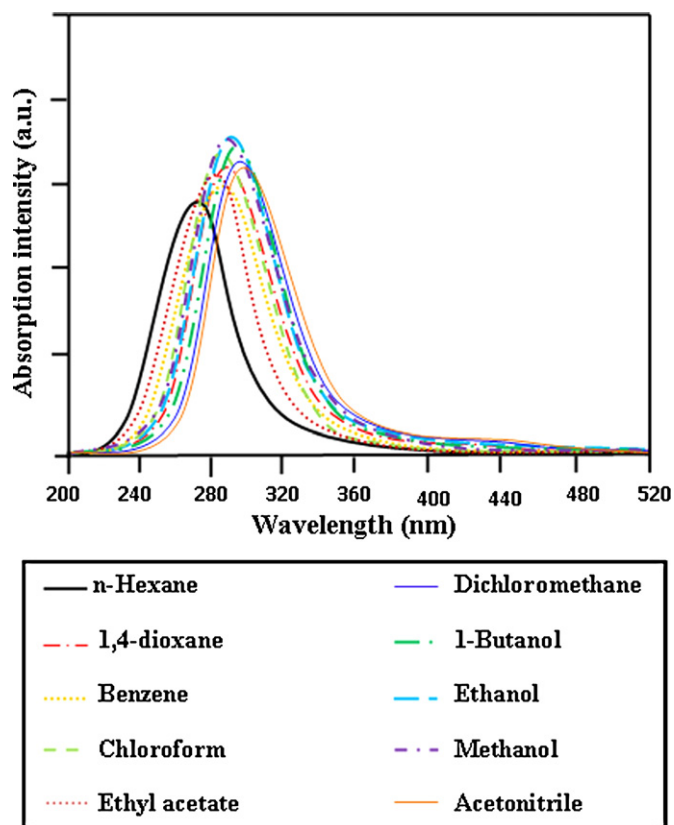 Absorption intensity (a.u.)
200 240 280 320 360 400 440 480 520
Wavelength (nm)
n-Hexane
Dichloromethane
1,4-dioxane
1-Butanol
Benzene
Ethanol
Chloroform
Methanol
Ethyl acetate
Acetonitrile